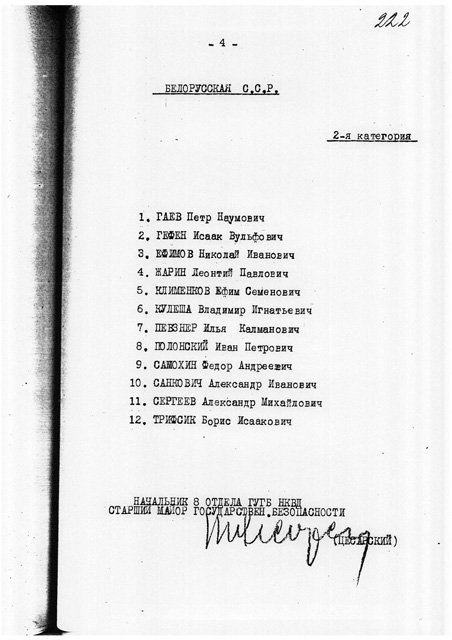 222
- 4 -
БЕЛОРУССКАЯ С.С.Р.
2-я категория
1. ГАЕВ Петр Наумович
2. ГЕФЕН Исаак Вульфович
3. ЕФИМОВ Николай Иванович
4. ЖАРИН Леонтий Павлович
5. КЛИМЕНКОВ Ефим Семенович
6. КУЛЕША Владимир Игнатьевич
7. ПЕВЗНЕР Илья Калманович
8. ПОЛОНСКИЙ Иван Петрович
9. САМОХИН Федор Андреевич
10. САНКОВИЧ Александр Иванович
11. СЕРГЕЕВ Александр Михайлович
12. ТРИФСИК Борис Исаакович
НАЧАЛЬНИК 8 ОТДЕЛА ГУГБ НКВД
СТАРШИЙ МАЙОР ГОСУДАРСТВЕН.БЕЗОПАСНОСТИ
(ЦЕСАРСКИЙ)